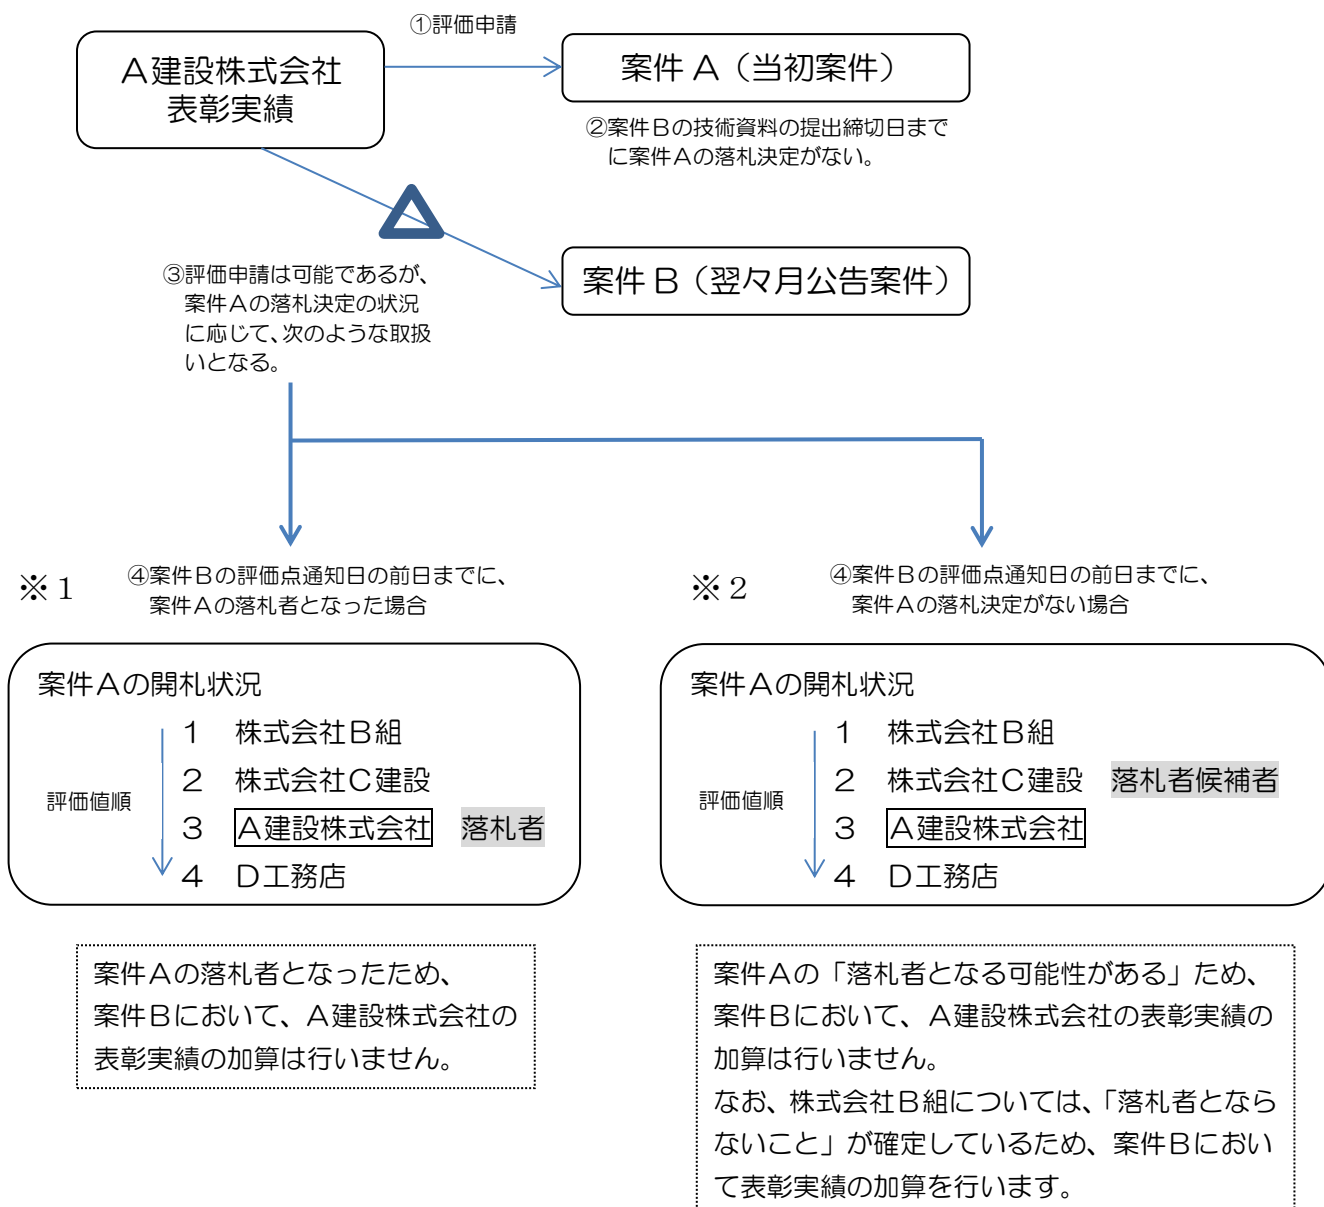 ①評価申請
Ａ建設株式会社
表彰実績
案件Ａ（当初案件）
②案件Ｂの技術資料の提出締切日まで
に案件Ａの落札決定がない。
③評価申請は可能であるが、
案件Ａの落札決定の状況
に応じて、次のような取扱
いとなる。
案件Ｂ（翌々月公告案件）
※１
④案件Ｂの評価点通知日の前日までに、
案件Ａの落札者となった場合
案件Ａの開札状況
評価値順
１　株式会社Ｂ組
２　株式会社Ｃ建設
３　Ａ建設株式会社　落札者
４　Ｄ工務店
案件Ａの落札者となったため、
案件Ｂにおいて、Ａ建設株式会社の
表彰実績の加算は行いません。
※２
④案件Ｂの評価点通知日の前日までに、
案件Ａの落札決定がない場合
案件Ａの開札状況
評価値順
１　株式会社Ｂ組
２　株式会社Ｃ建設　落札者候補者
３　Ａ建設株式会社
４　Ｄ工務店
案件Ａの「落札者となる可能性がある」ため、
案件Ｂにおいて、Ａ建設株式会社の表彰実績の
加算は行いません。
なお、株式会社Ｂ組については、「落札者となら
ないこと」が確定しているため、案件Ｂにおい
て表彰実績の加算を行います。